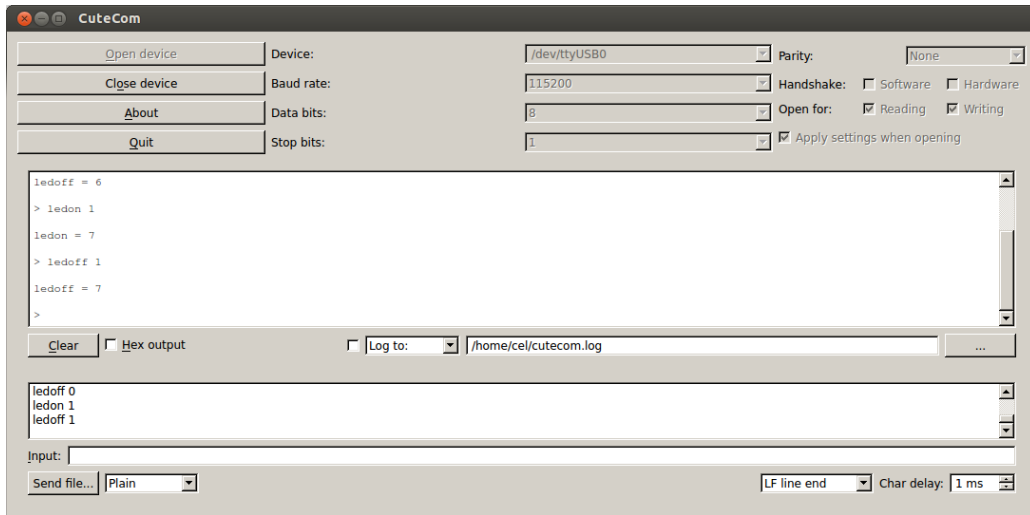 CuteCom
Open device Device: /dev/ttyUSB0 Parity: None
Close device Baud rate: 115200 Handshake: Software Hardware
About Data bits: 8 Open for: Reading Writing
Quit Stop bits: 1 Apply settings when opening
ledoff = 6
> ledon 1
ledon = 7
> ledoff 1
ledoff = 7
>
Clear Hex output Log to: /home/cel/cutecom.log ...
ledoff 0
ledon 1
ledoff 1
Input:
Send file... Plain LF line end Char delay: 1 ms